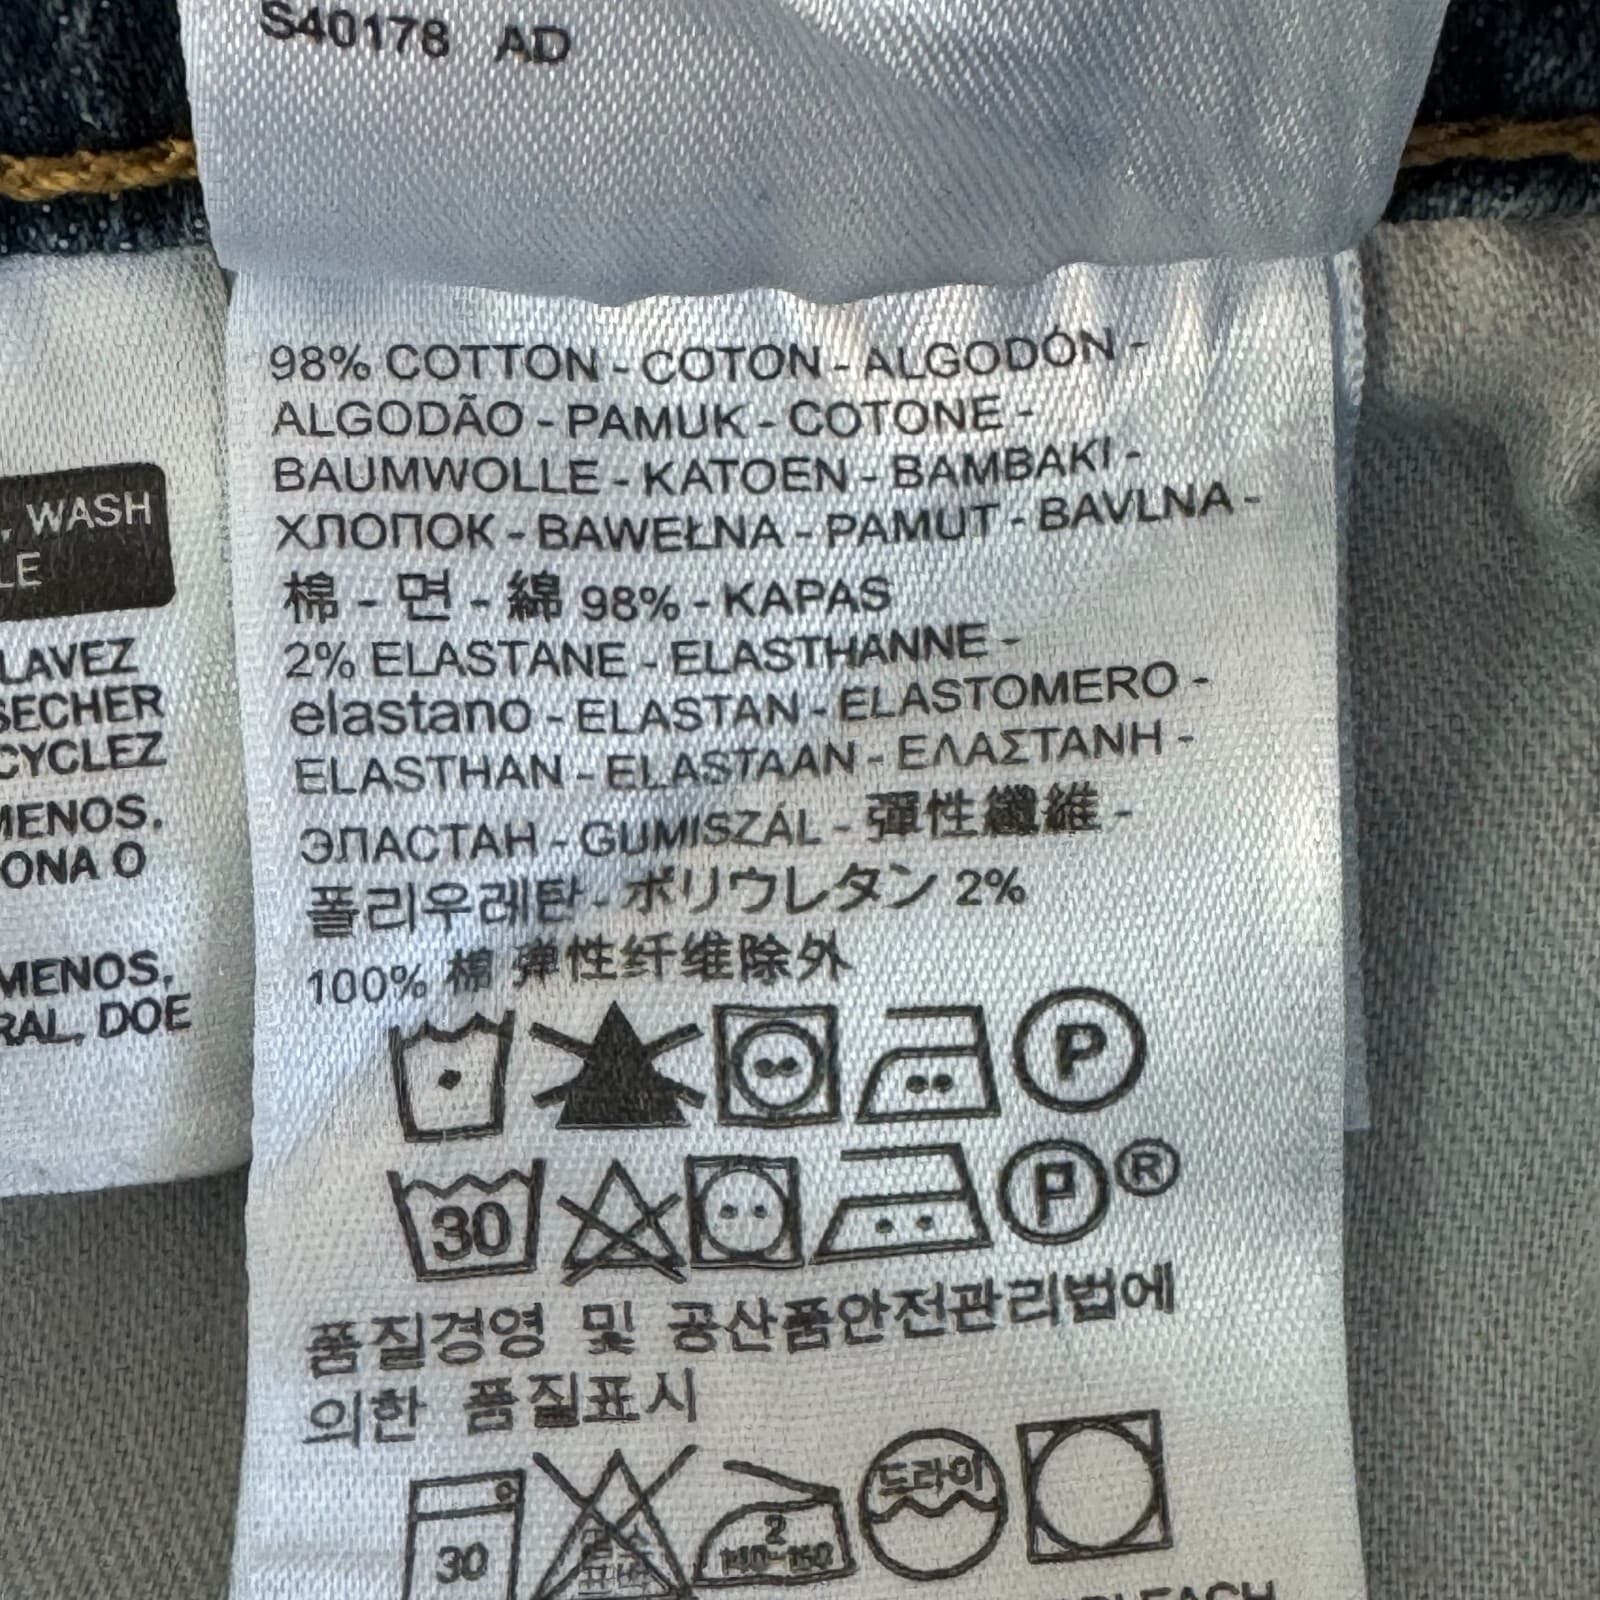 S40178 AD
98% COTTON - COTON - ALGODÓN -
ALGODÃO - PAMUK - COTONE -
BAUMWOLLE - KATOEN - BAMBAKI -
ХЛОПОК - BAWEŁNA - PAMUT - BAVLNA -
棉 - 면 - 綿 98% - KAPAS
2% ELASTANE - ELASTHANNE -
elastano - ELASTAN - ELASTOMERO -
ELASTHAN - ELASTAAN - ΕΛΑΣΤΑΝΗ -
ЭЛАСТАН - GUMISZÁL - 彈性纖維 -
폴리우레탄 - ポリウレタン 2%
100% 棉 弹性纤维除外
P
30 P ®
품질경영 및 공산품안전관리법에
의한 품질표시
30 2 140-160 드라이
BLEACH
, WASH
LE
LAVEZ
SECHER
CYCLEZ
MENOS,
ONA O
MENOS,
RAL, DOE